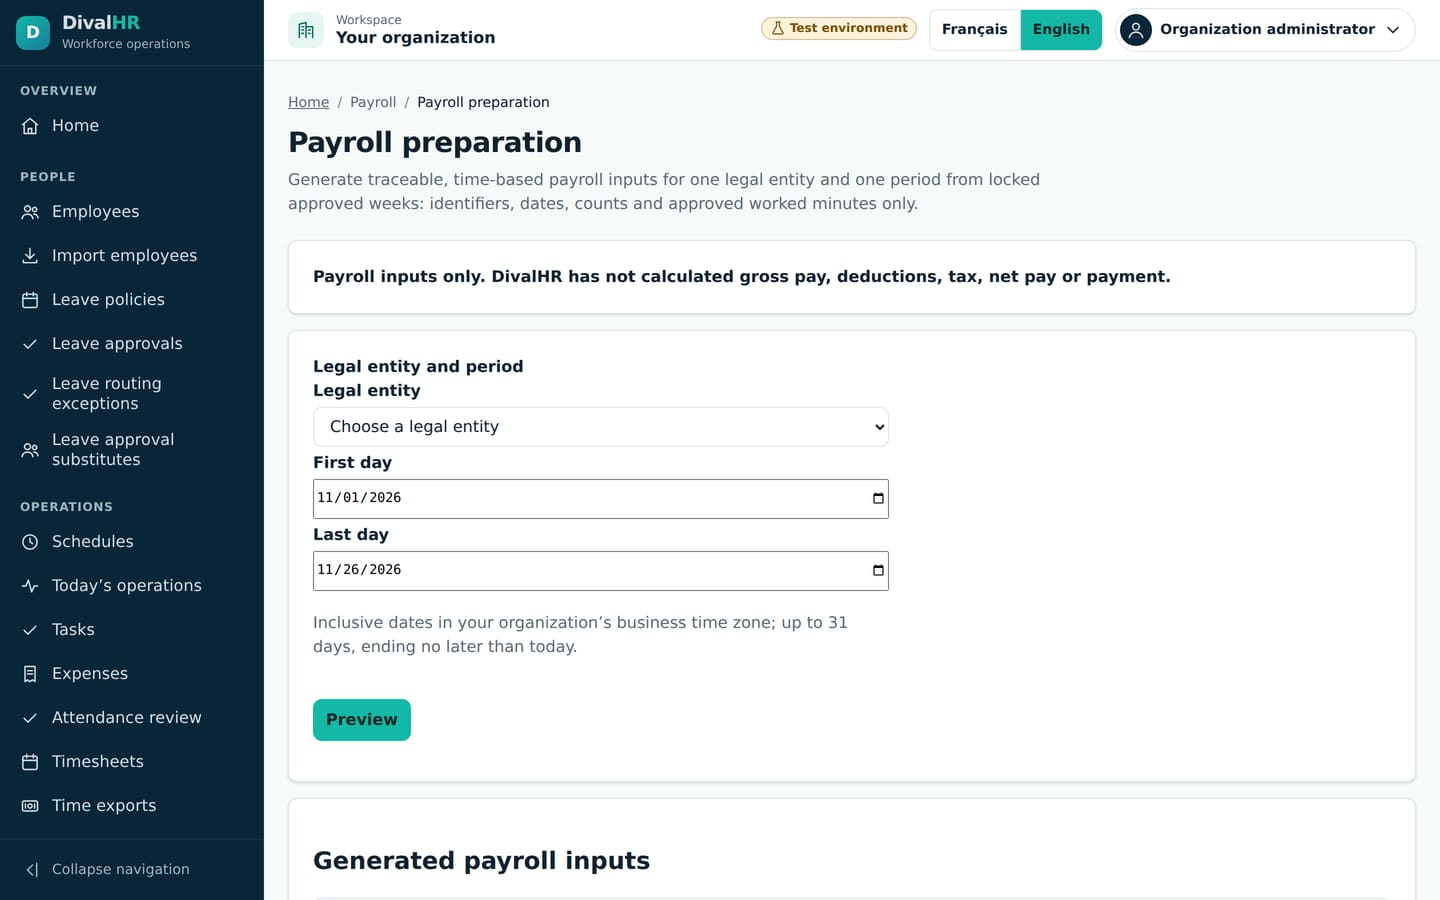 D
DivalHR
Workforce operations
OVERVIEW
Home
PEOPLE
Employees
Import employees
Leave policies
Leave approvals
Leave routing
exceptions
Leave approval
substitutes
OPERATIONS
Schedules
Today’s operations
Tasks
Expenses
Attendance review
Timesheets
Time exports
Collapse navigation
Workspace
Your organization
Test environment
Français
English
Organization administrator
Home / Payroll / Payroll preparation
Payroll preparation
Generate traceable, time-based payroll inputs for one legal entity and one period from locked
approved weeks: identifiers, dates, counts and approved worked minutes only.
Payroll inputs only. DivalHR has not calculated gross pay, deductions, tax, net pay or payment.
Legal entity and period
Legal entity
Choose a legal entity
First day
11/01/2026
Last day
11/26/2026
Inclusive dates in your organization’s business time zone; up to 31
days, ending no later than today.
Preview
Generated payroll inputs